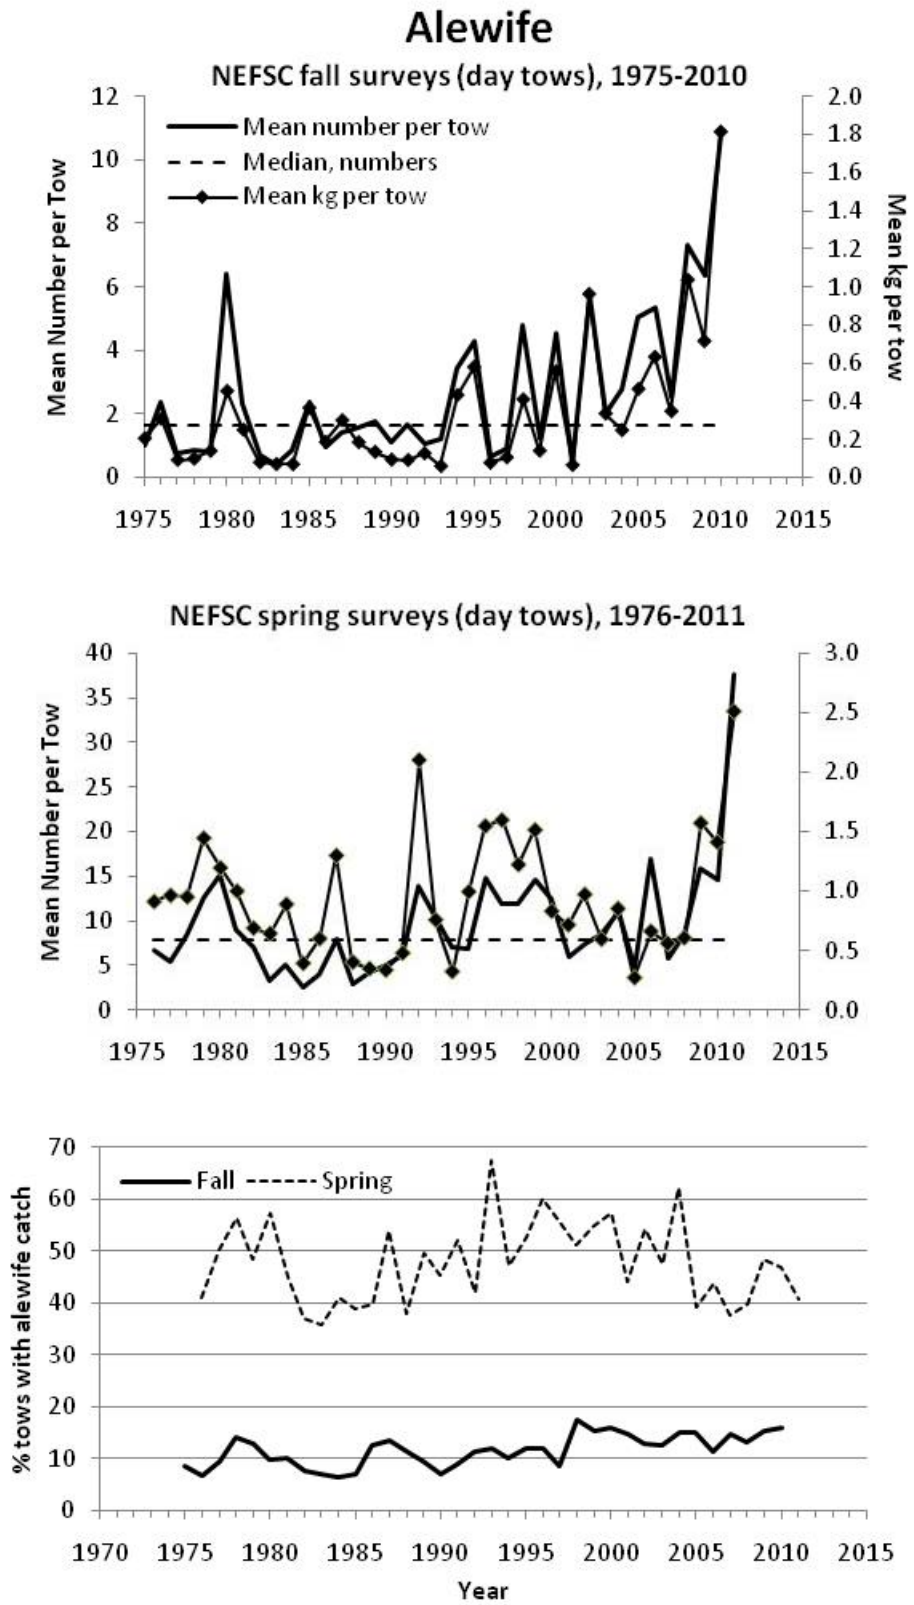 Alewife
NEFSC fall surveys (day tows), 1975-2010
Mean number per tow
Median, numbers
Mean kg per tow
Mean Number per Tow
12
10
8
6
4
2
0
2.0
1.8
1.6
1.4
1.2
1.0
0.8
0.6
0.4
0.2
0.0
Mean kg per tow
1975 1980 1985 1990 1995 2000 2005 2010 2015
NEFSC spring surveys (day tows), 1976-2011
Mean Number per Tow
40
35
30
25
20
15
10
5
0
3.0
2.5
2.0
1.5
1.0
0.5
0.0
1975 1980 1985 1990 1995 2000 2005 2010 2015
Fall Spring
% tows with alewife catch
70
60
50
40
30
20
10
0
1970 1975 1980 1985 1990 1995 2000 2005 2010 2015
Year